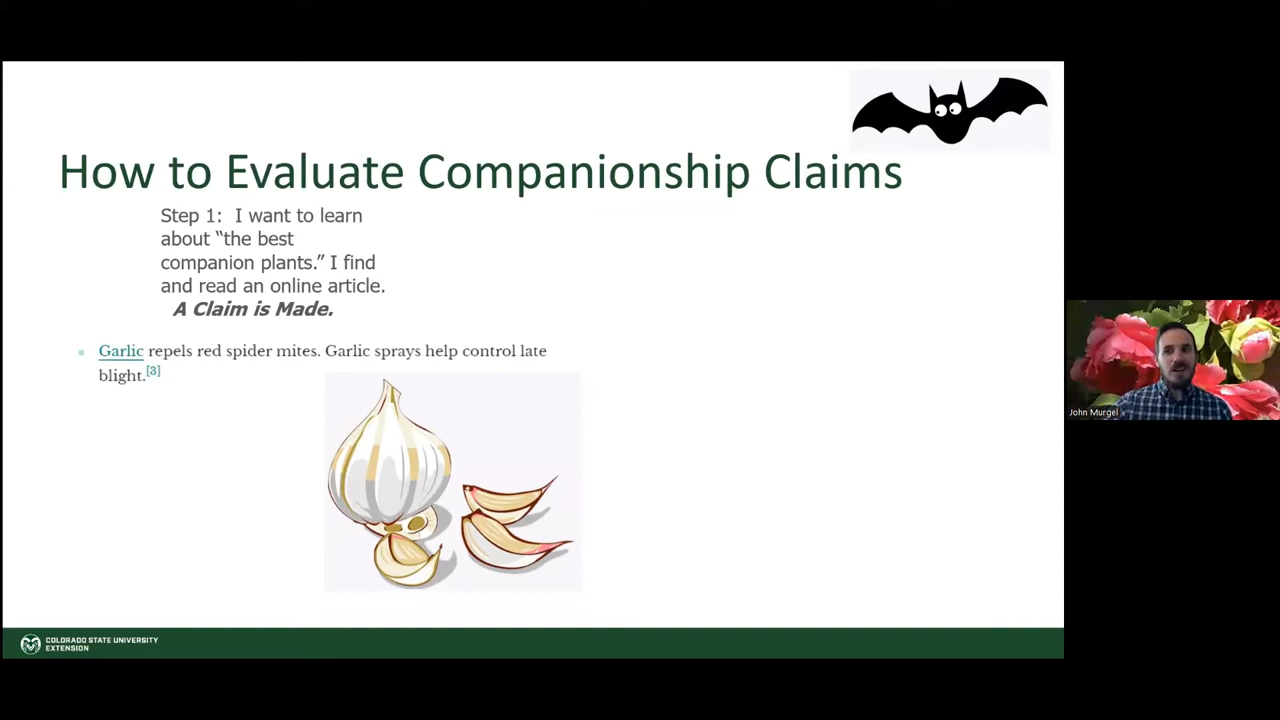 How to Evaluate Companionship Claims
Step 1:  I want to learn
about “the best
companion plants.” I find
and read an online article.
A Claim is Made.
Garlic repels red spider mites. Garlic sprays help control late
blight.[3]
John Murgel
COLORADO STATE UNIVERSITY
EXTENSION